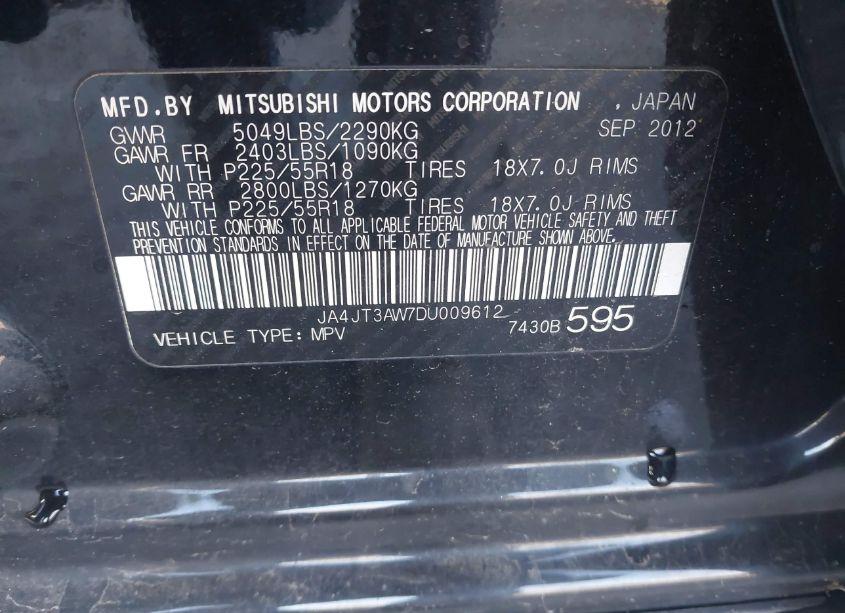 MFD.BY MITSUBISHI MOTORS CORPORATION , JAPAN
GVWR 5049LBS/2290KG SEP 2012
GAWR FR 2403LBS/1090KG
WITH P225/55R18 TIRES 18X7.0J RIMS
GAWR RR 2800LBS/1270KG
WITH P225/55R18 TIRES 18X7.0J RIMS
THIS VEHICLE CONFORMS TO ALL APPLICABLE FEDERAL MOTOR VEHICLE SAFETY AND THEFT
PREVENTION STANDARDS IN EFFECT ON THE DATE OF MANUFACTURE SHOWN ABOVE.
JA4JT3AW7DU009612
VEHICLE TYPE: MPV 7430B 595